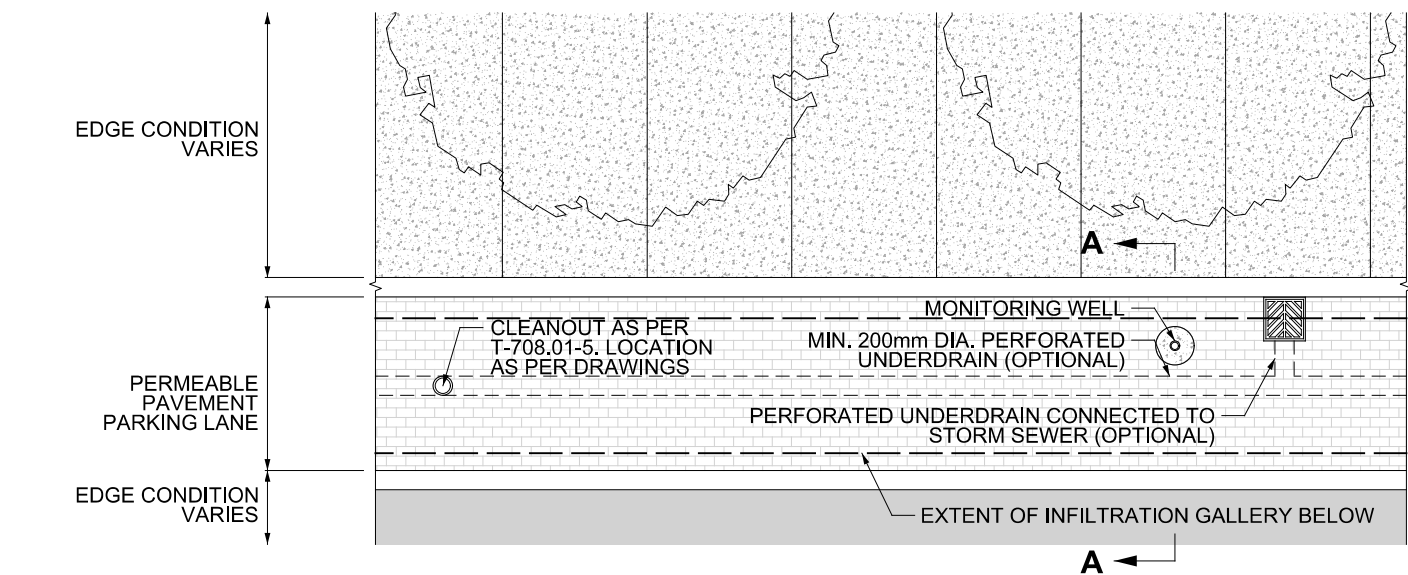 EDGE CONDITION
VARIES
A
MONITORING WELL
CLEANOUT AS PER
T-708.01-5. LOCATION
AS PER DRAWINGS
MIN. 200mm DIA. PERFORATED
UNDERDRAIN (OPTIONAL)
PERMEABLE
PAVEMENT
PARKING LANE
PERFORATED UNDERDRAIN CONNECTED TO
STORM SEWER (OPTIONAL)
EDGE CONDITION
VARIES
EXTENT OF INFILTRATION GALLERY BELOW
A